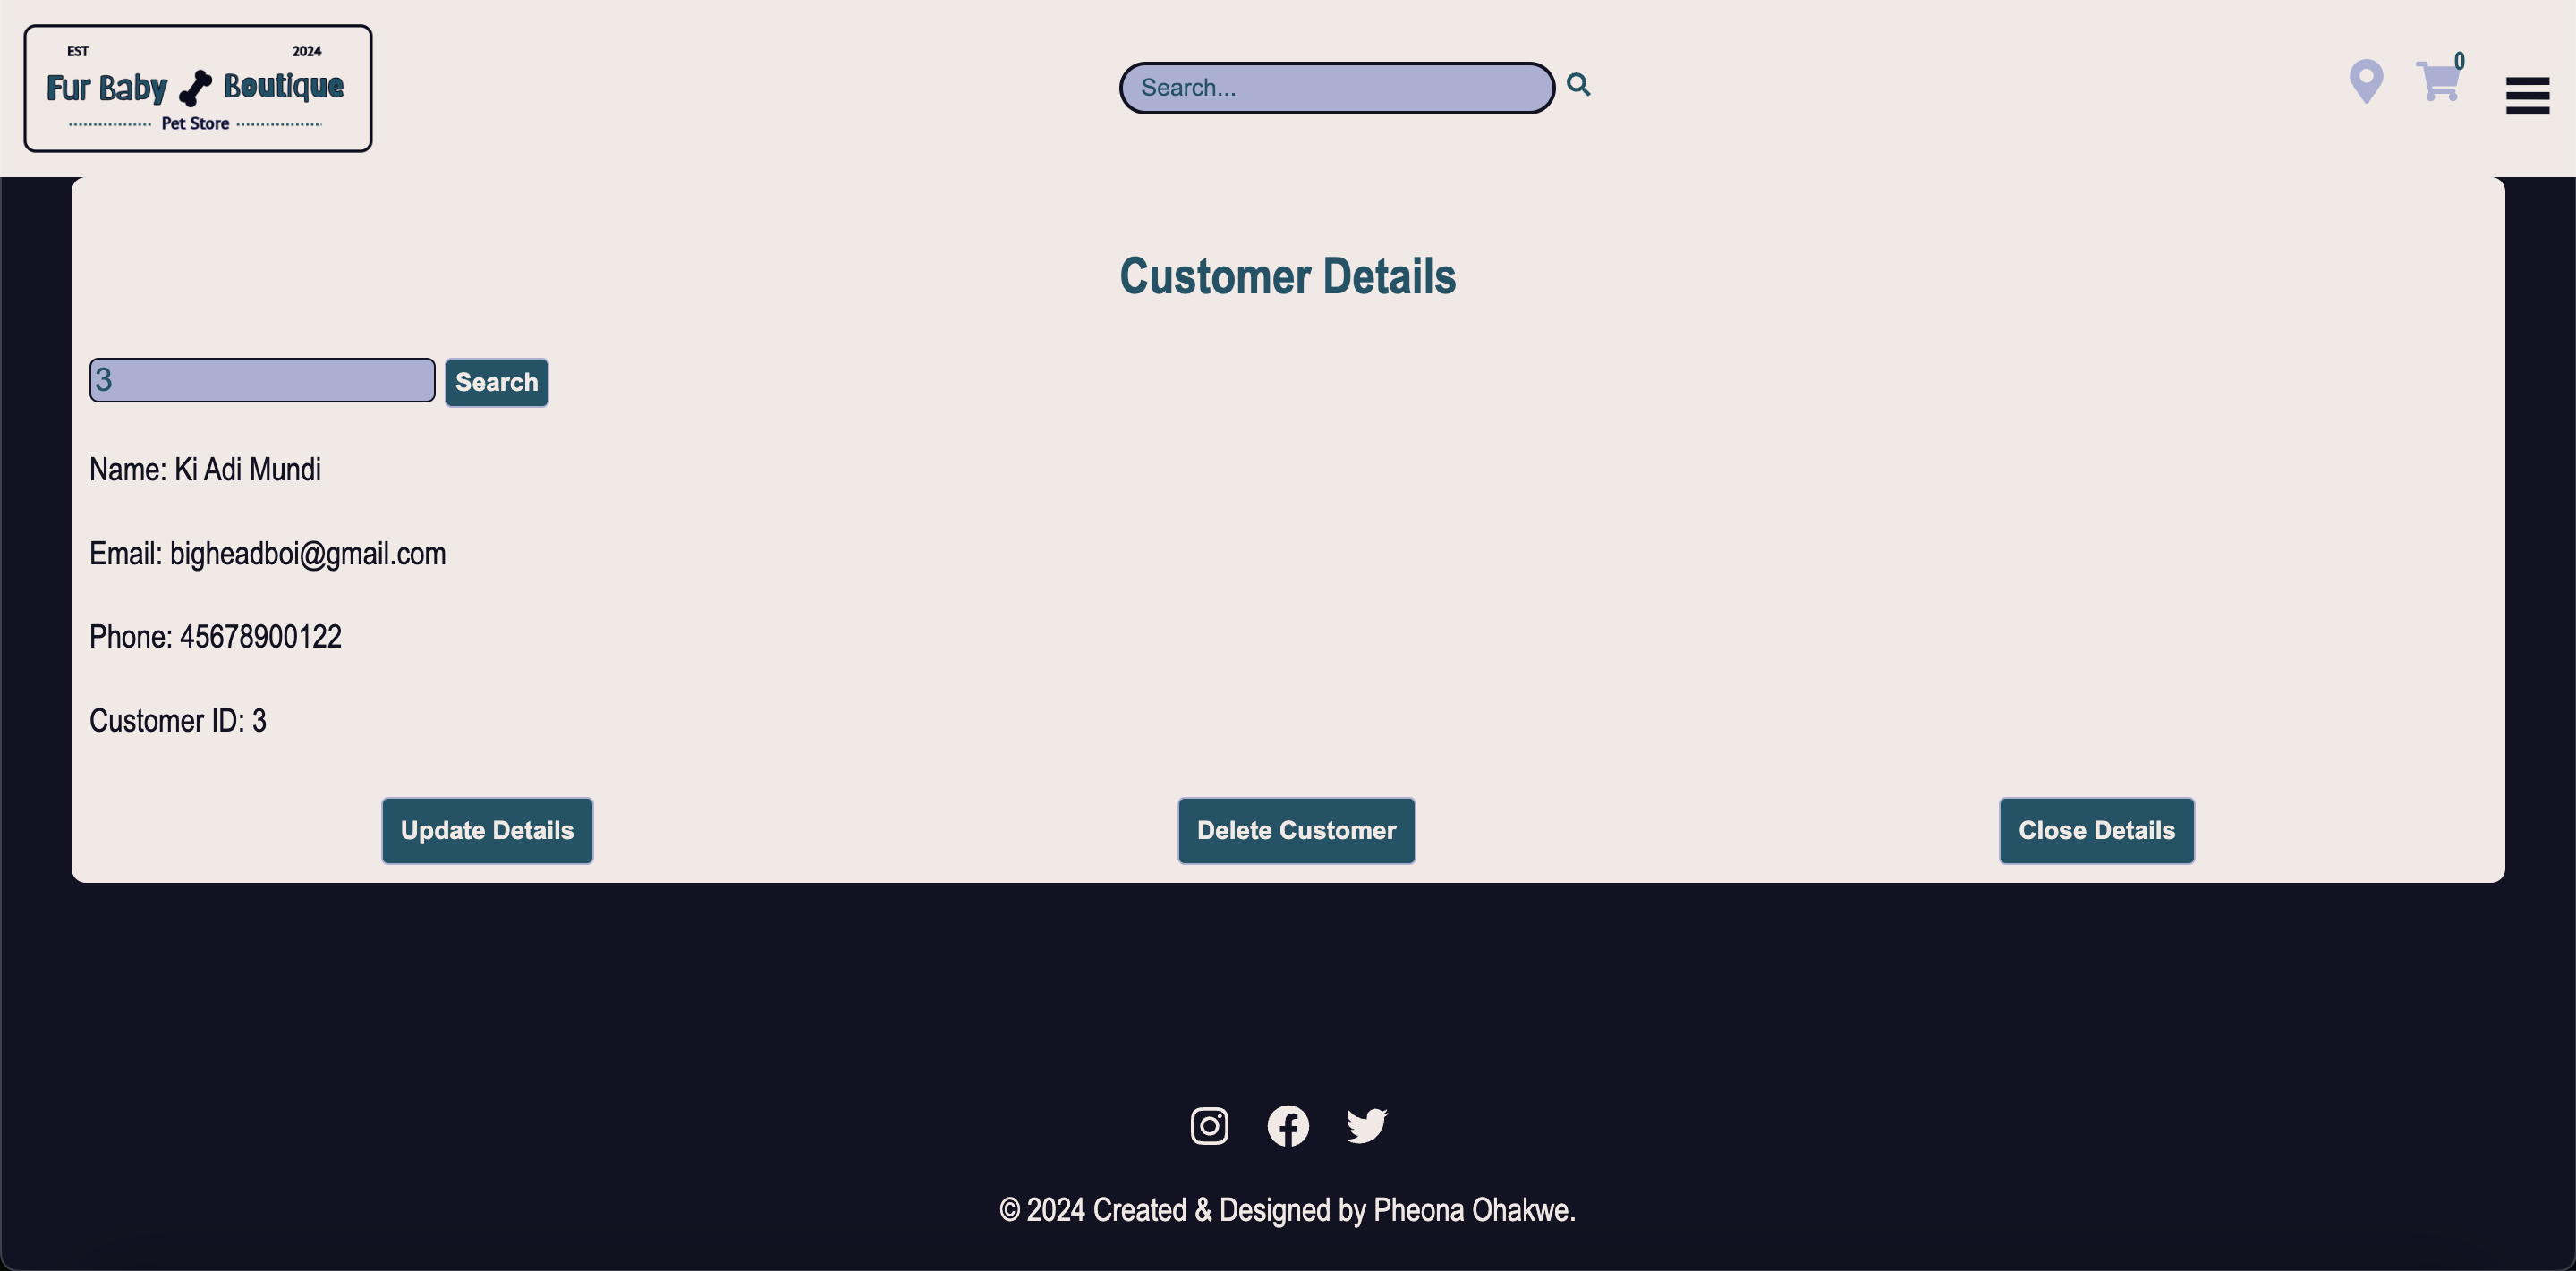 EST 2024
Fur Baby Boutique
Pet Store
Search...
0
Customer Details
3 Search
Name: Ki Adi Mundi
Email: bigheadboi@gmail.com
Phone: 45678900122
Customer ID: 3
Update Details Delete Customer Close Details
© 2024 Created & Designed by Pheona Ohakwe.